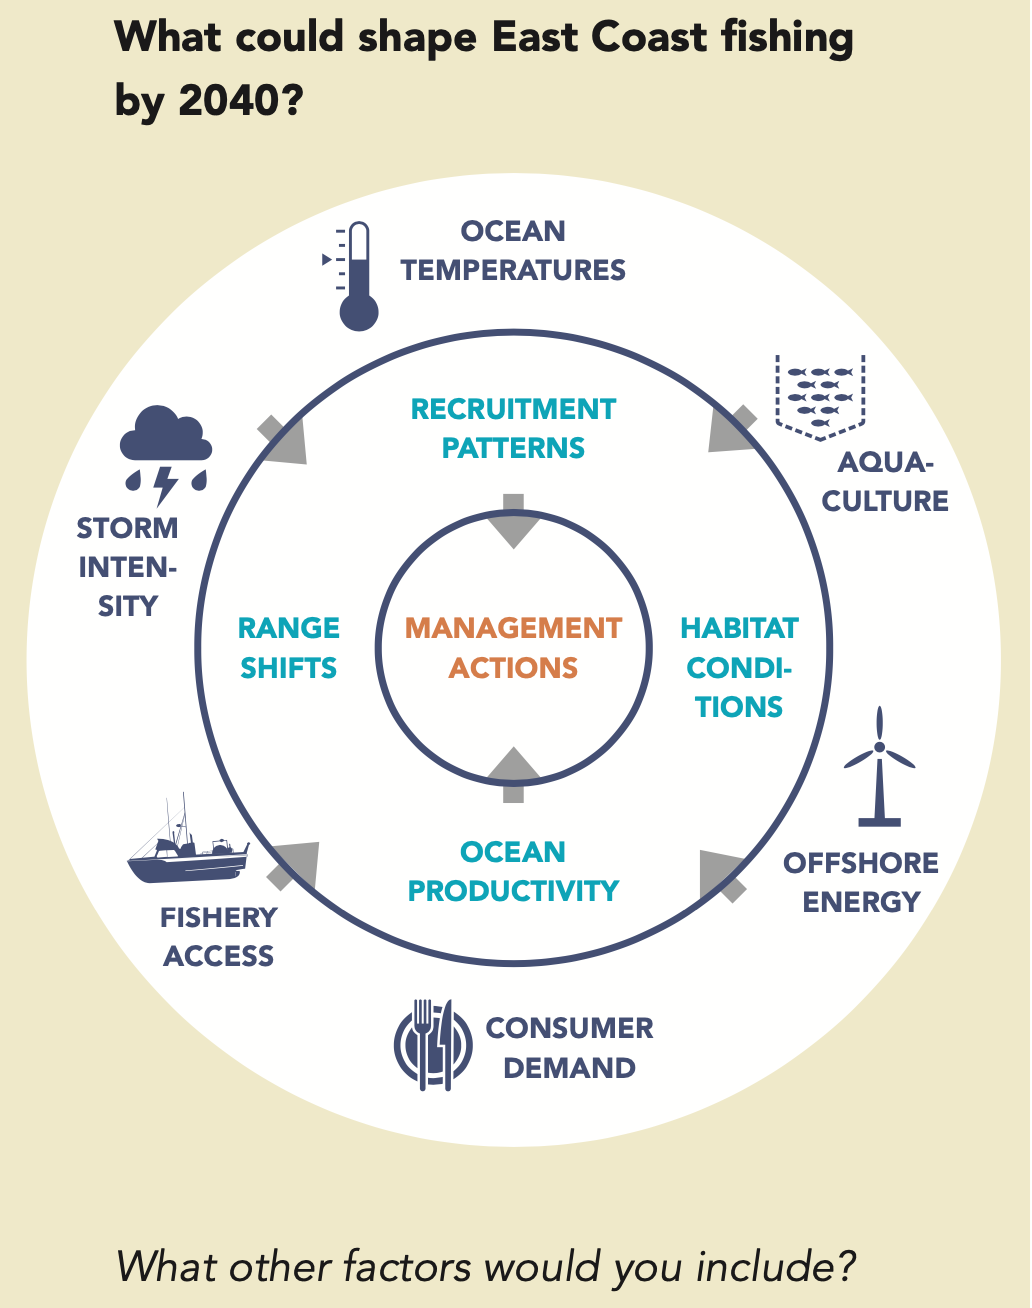 What could shape East Coast fishing
by 2040?
OCEAN
TEMPERATURES
AQUA-
CULTURE
STORM
INTEN-
SITY
RECRUITMENT
PATTERNS
RANGE
SHIFTS
MANAGEMENT
ACTIONS
HABITAT
CONDI-
TIONS
OCEAN
PRODUCTIVITY
OFFSHORE
ENERGY
FISHERY
ACCESS
CONSUMER
DEMAND
What other factors would you include?